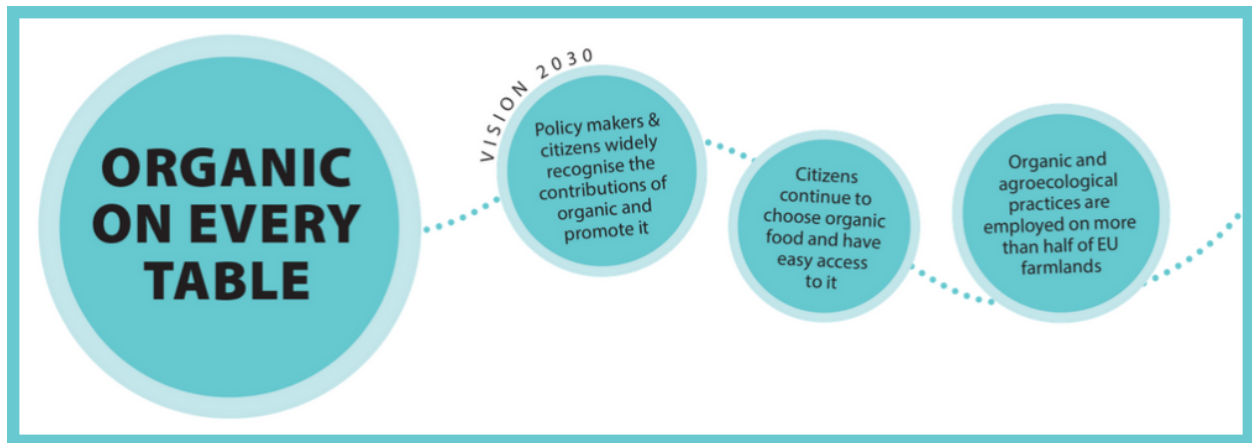 ORGANIC
ON EVERY
TABLE
VISION 2030
Policy makers &
citizens widely
recognise the
contributions of
organic and
promote it
Citizens
continue to
choose organic
food and have
easy access
to it
Organic and
agroecological
practices are
employed on more
than half of EU
farmlands